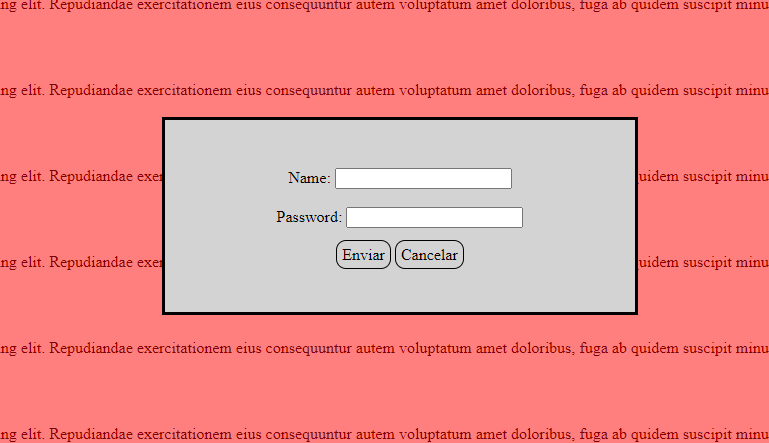 ng elit. Repudiandae exercitationem eius consequuntur autem voluptatum amet doloribus, fuga ab quidem suscipit minu
ng elit. Repudiandae exercitationem eius consequuntur autem voluptatum amet doloribus, fuga ab quidem suscipit minu
ng elit. Repudiandae exer
Name:
uidem suscipit minu
Password:
ng elit. Repudiandae exer
Enviar Cancelar
uidem suscipit minu
ng elit. Repudiandae exercitationem eius consequuntur autem voluptatum amet doloribus, fuga ab quidem suscipit minu
ng elit. Repudiandae exercitationem eius consequuntur autem voluptatum amet doloribus, fuga ab quidem suscipit minu